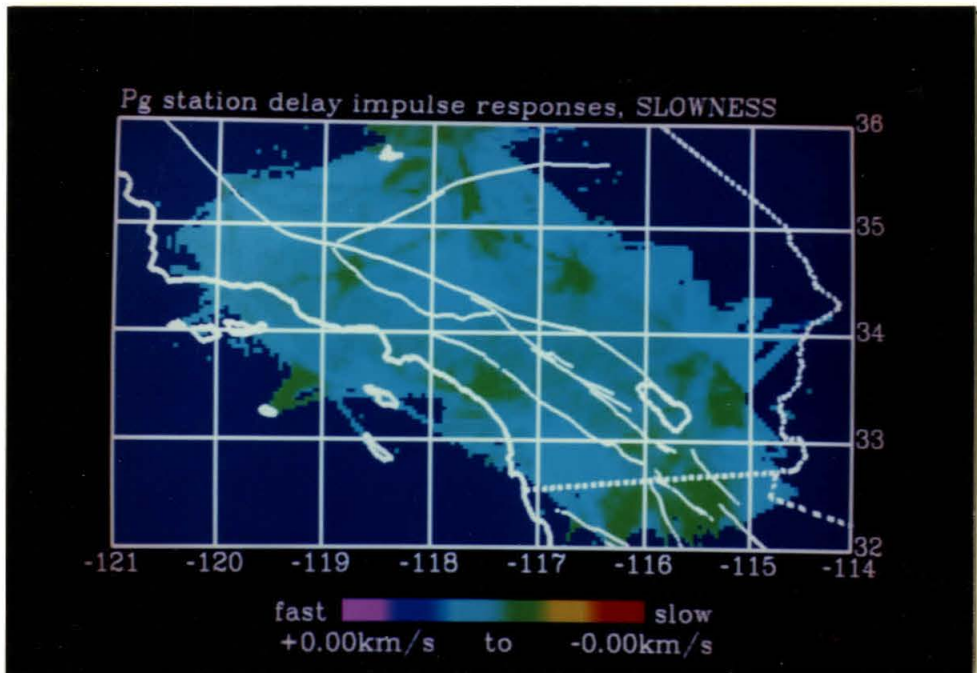 Pg station delay impulse responses, SLOWNESS
36
35
34
33
32
-121 -120 -119 -118 -117 -116 -115 -114
fast slow
+0.00km/s to -0.00km/s